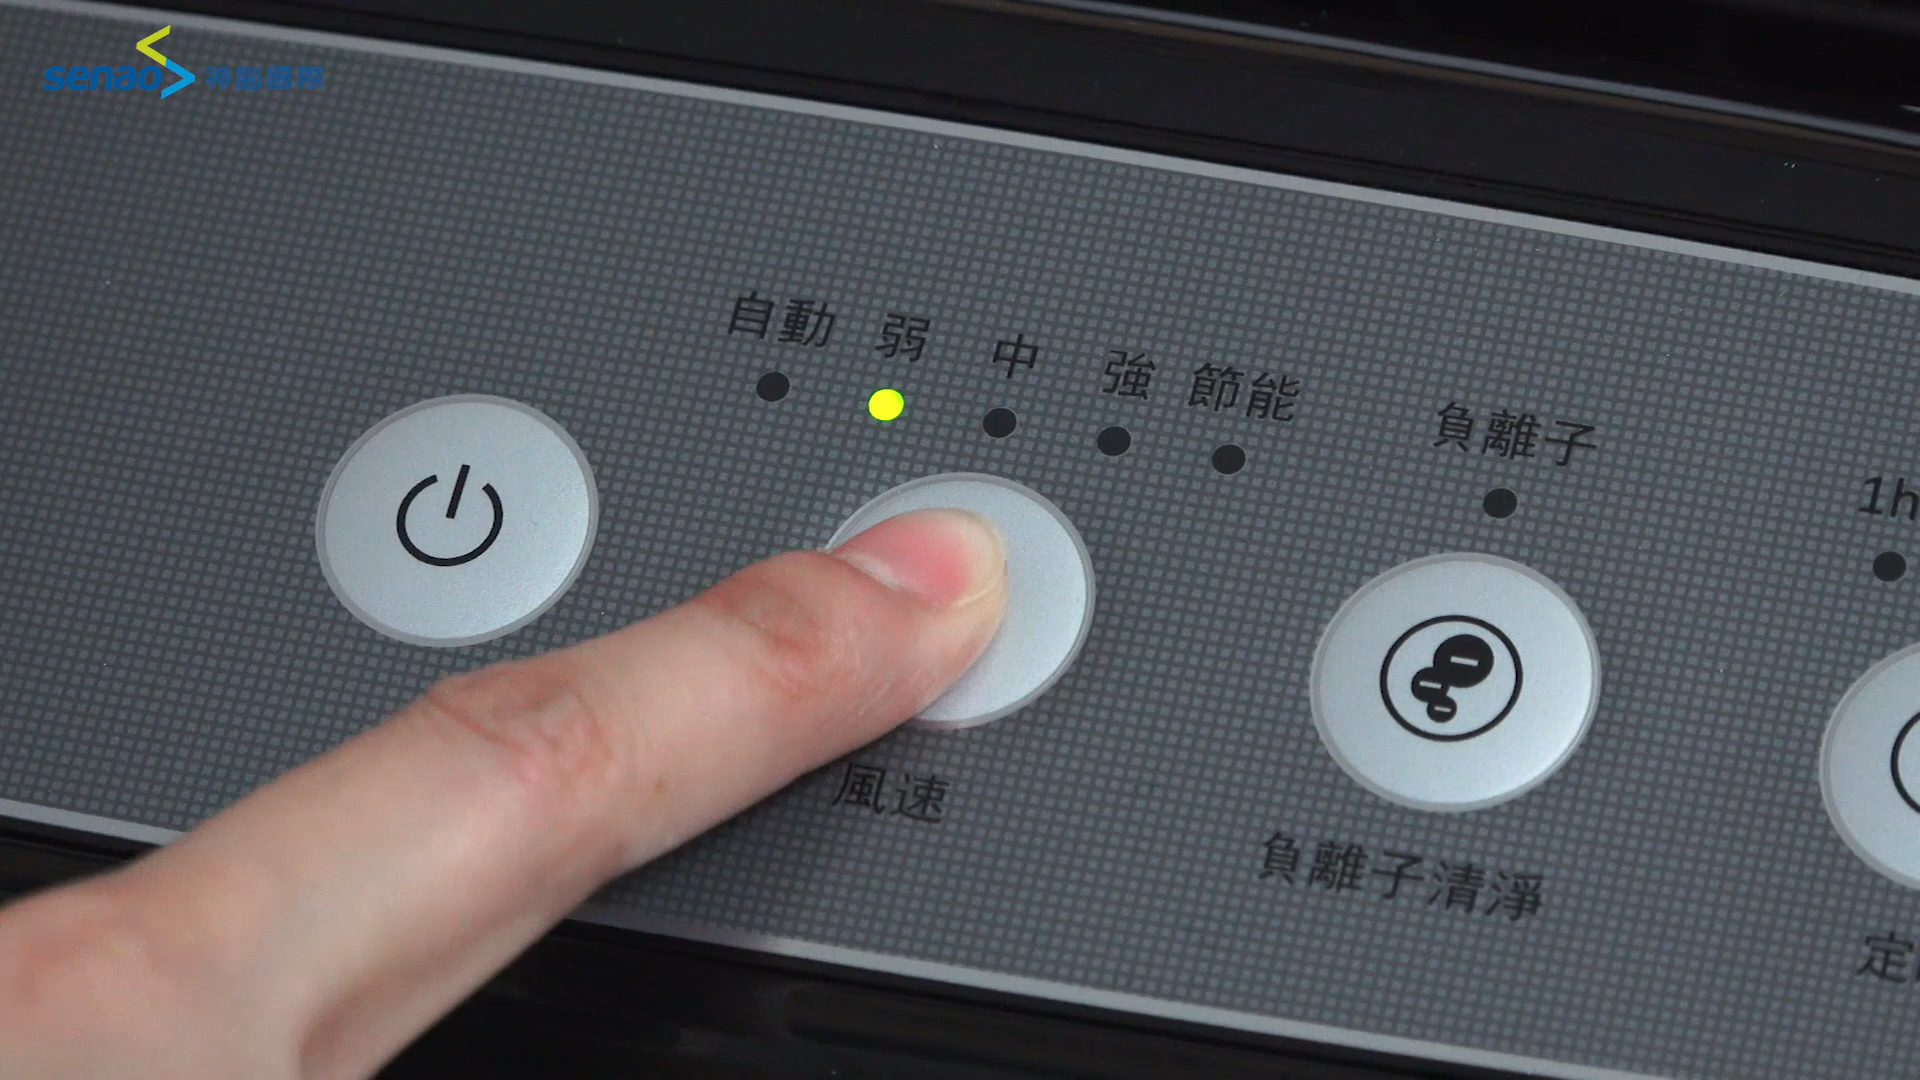 senao 神腦國際
自動 弱 中 強 節能
負離子
1h
風速
負離子清淨
定